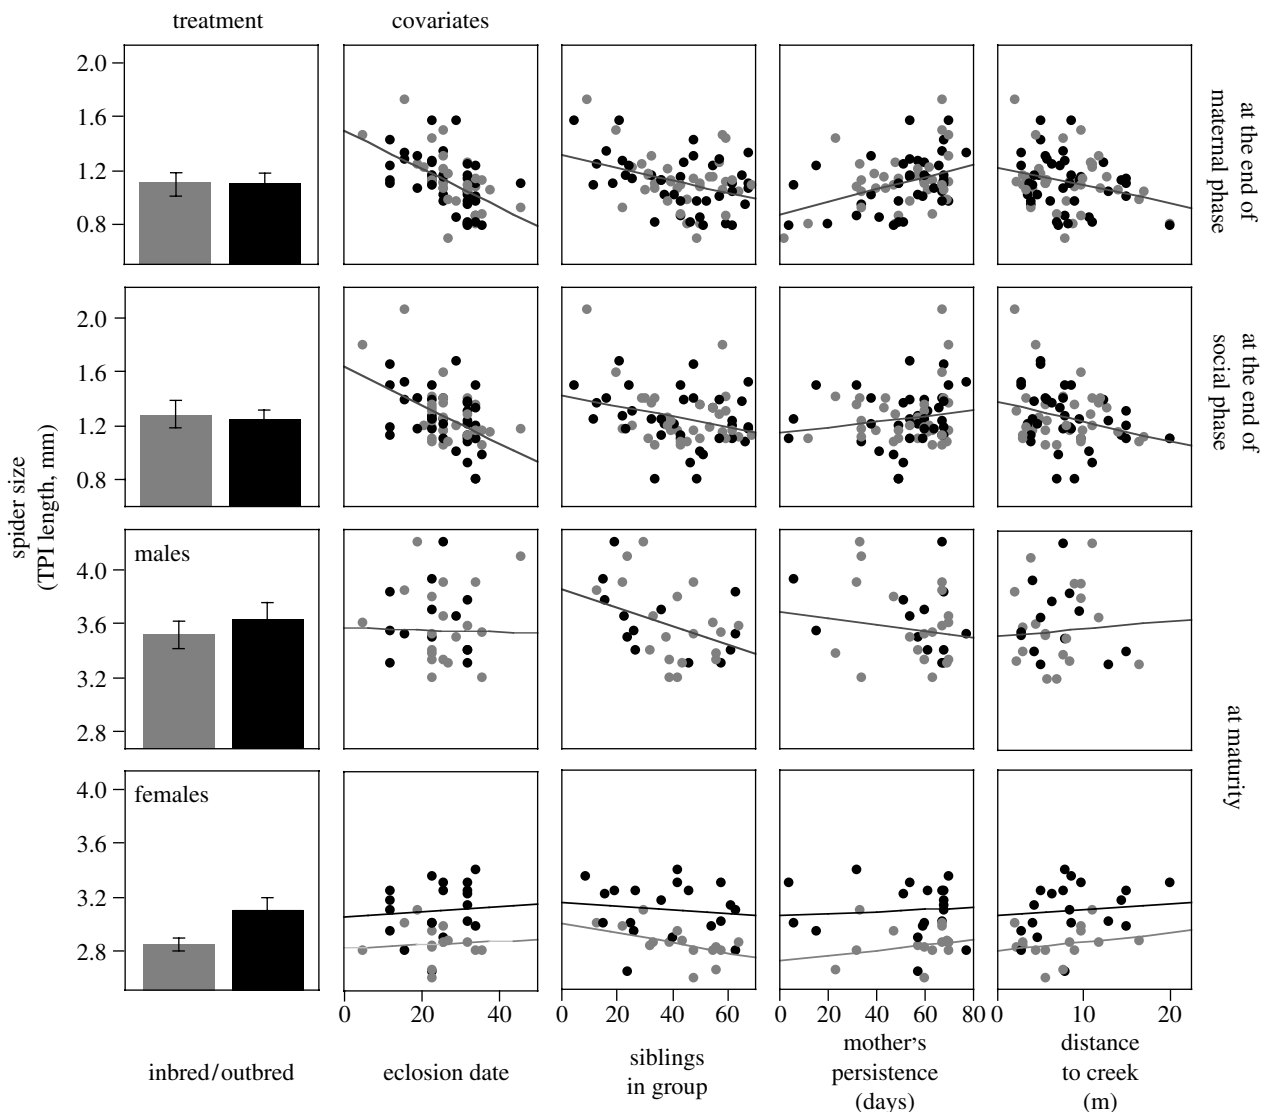 treatment
covariates
2.0
1.6
1.2
0.8
at the end of
maternal phase
2.0
1.6
1.2
0.8
at the end of
social phase
spider size
(TPI length, mm)
males
4.0
3.6
3.2
2.8
at maturity
females
4.0
3.6
3.2
2.8
0 20 40 0 20 40 60 0 20 40 60 80 0 10 20
inbred/outbred
eclosion date
siblings
in group
mother's
persistence
(days)
distance
to creek
(m)